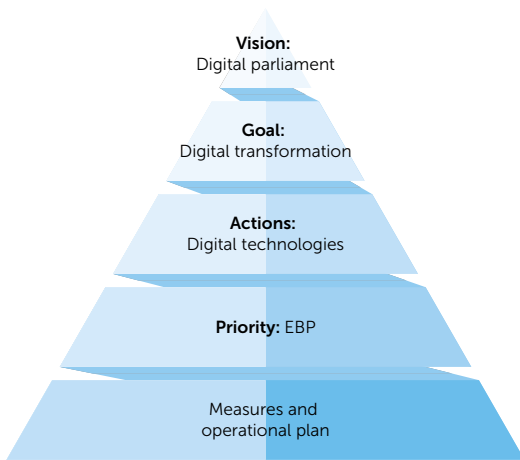 Vision:
Digital parliament
Goal:
Digital transformation
Actions:
Digital technologies
Priority: EBP
Measures and
operational plan